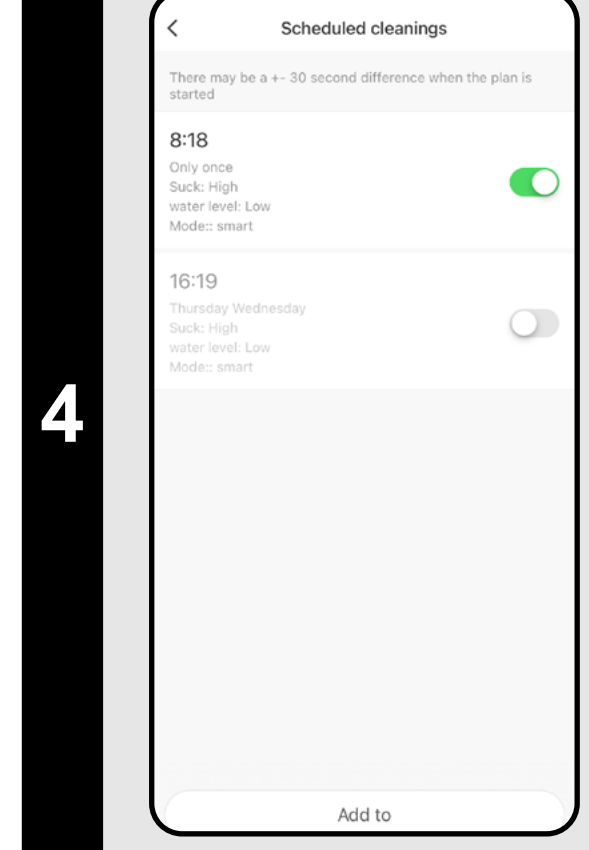 Scheduled cleanings
There may be a +- 30 second difference when the plan is
started
8:18
Only once
Suck: High
water level: Low
Mode:: smart
16:19
Thursday Wednesday
Suck: High
water level: Low
Mode:: smart
4
Add to